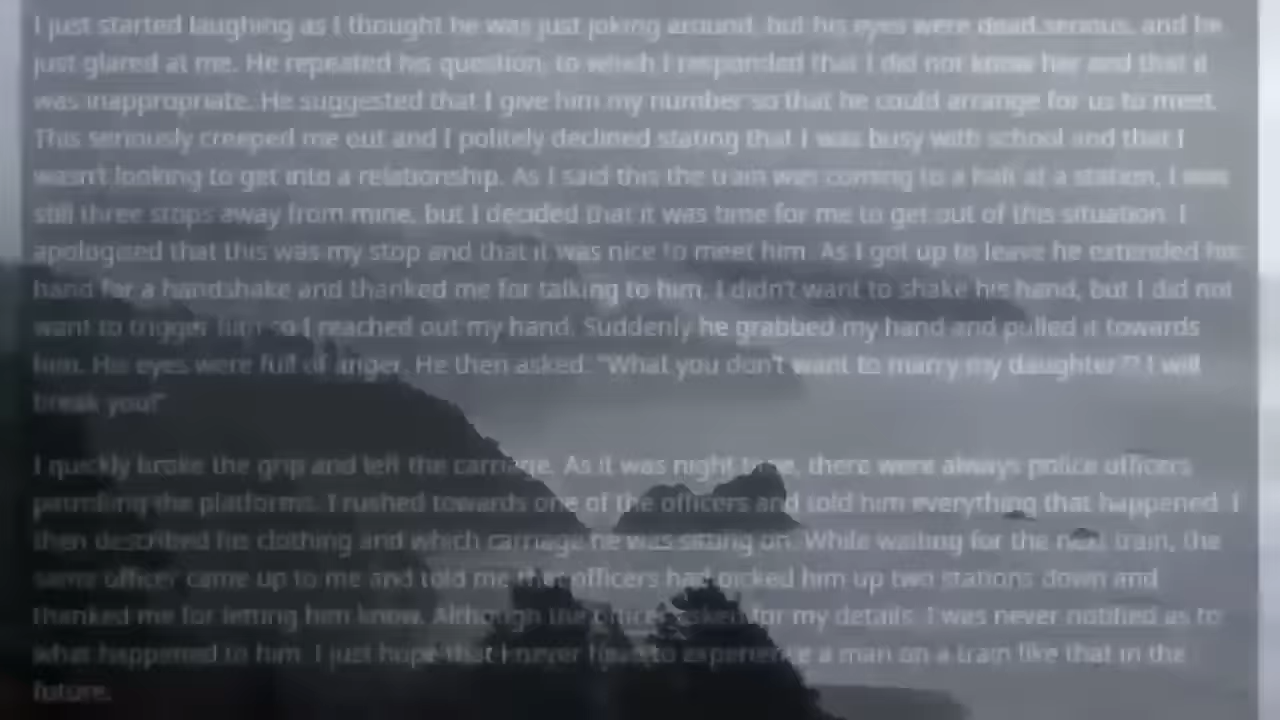 I just started laughing as I thought he was just joking around, but his eyes were dead serious, and he
just glared at me. He repeated his question, to which I responded that I did not know her and that it
was inappropriate. He suggested that I give him my number so that he could arrange for us to meet.
This seriously creeped me out and I politely declined stating that I was busy with school and that I
wasn't looking to get into a relationship. As I said this the train was coming to a halt at a station, I was
still three stops away from mine, but I decided that it was time for me to get out of this situation. I
apologised that this was my stop and that it was nice to meet him. As I got up to leave he extended his
hand for a handshake and thanked me for talking to him. I didn't want to shake his hand, but I did not
want to trigger him so I reached out my hand. Suddenly he grabbed my hand and pulled it towards
him. His eyes were full of anger. He then asked. "What you don't want to marry my daughter?? I will
break you!"
I quickly broke the grip and left the carriage. As it was night time, there were always police officers
patrolling the platforms. I rushed towards one of the officers and told him everything that happened. I
then described his clothing and which carriage he was sitting on. While waiting for the next train, the
same officer came up to me and told me that officers had picked him up two stations down and
thanked me for letting him know. Although the officer asked for my details. I was never notified as to
what happened to him. I just hope that I never have to experience a man on a train like that in the
future.